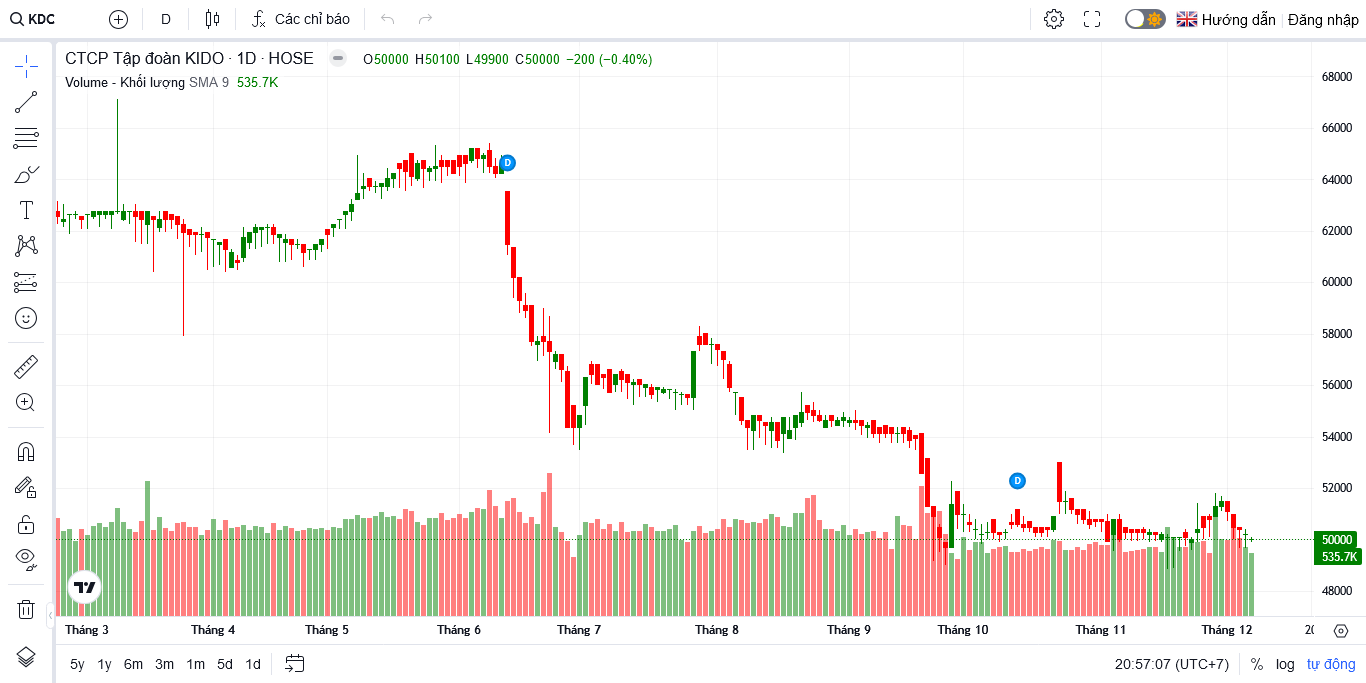 KDC D Các chỉ báo Hướng dẫn Đăng nhập
CTCP Tập đoàn KIDO · 1D · HOSE O50000 H50100 L49900 C50000 −200 (−0.40%)
Volume - Khối lượng SMA 9 535.7K
68000
66000
D
64000
62000
60000
58000
56000
54000
D
52000
50000
535.7K
48000
Tháng 3 Tháng 4 Tháng 5 Tháng 6 Tháng 7 Tháng 8 Tháng 9 Tháng 10 Tháng 11 Tháng 12
5y 1y 6m 3m 1m 5d 1d 20:57:07 (UTC+7) % log tự động